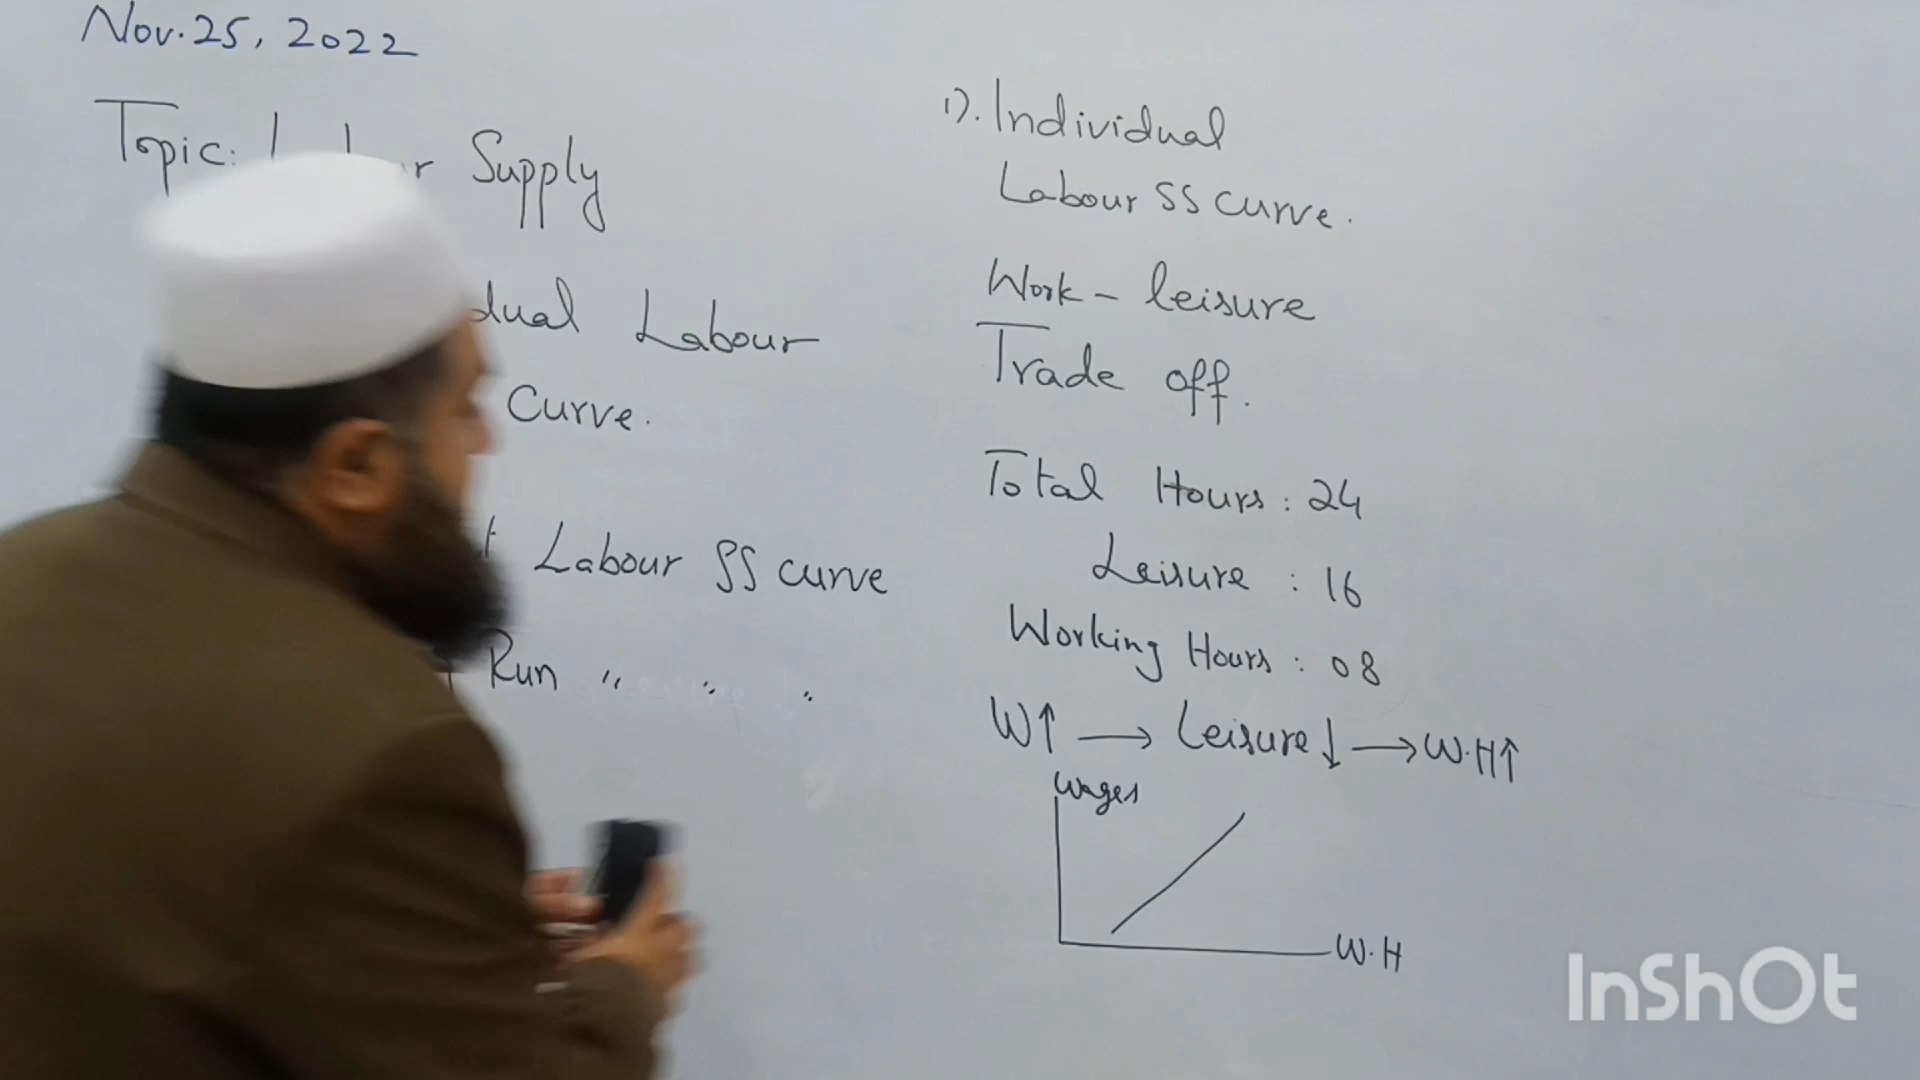 Nov. 25, 2022
Topic: Supply
Labour
Curve.
Labour SS curve
Run " " "
1). Individual
Labour SS curve.
Work - leisure
Trade off.
Total Hours : 24
Leisure : 16
Working Hours : 08
W↑ → Leisure↓ → W.H↑
Wages
W.H
InShOt